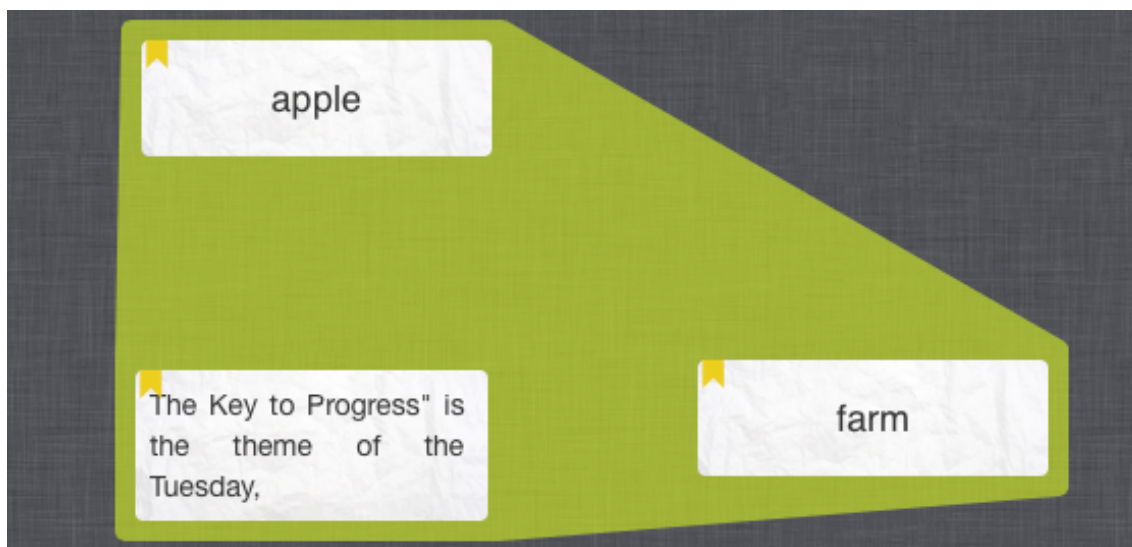 apple
The Key to Progress" is
the theme of the
Tuesday,
farm